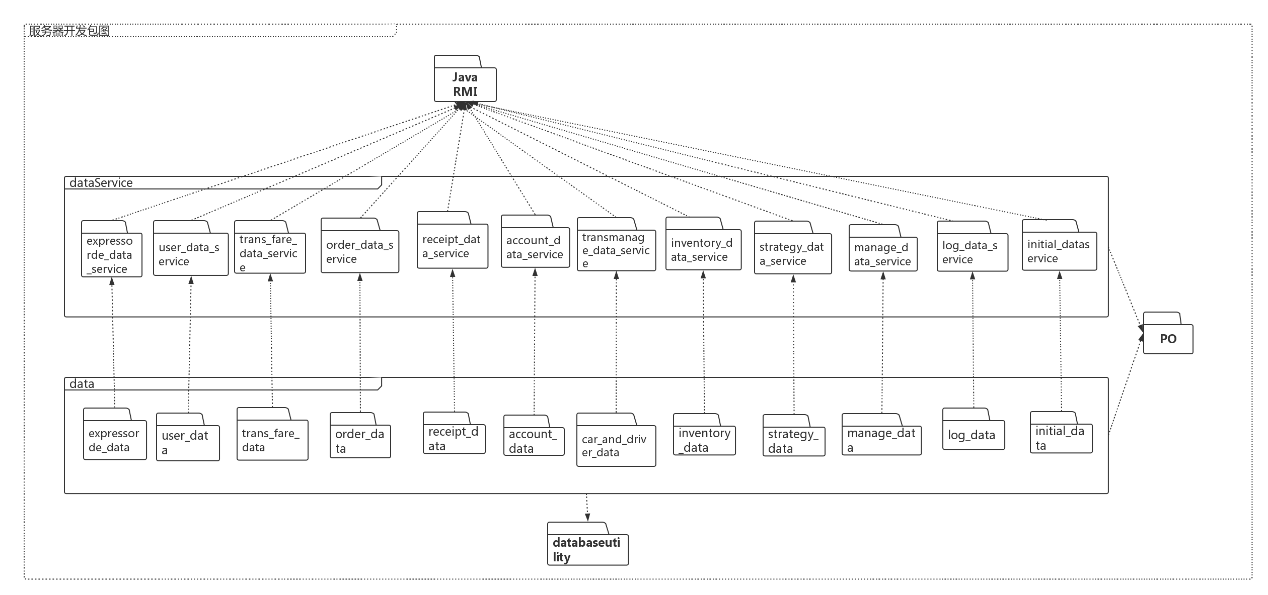 服务器开发包图
Java
RMI
dataService
expresso
rde_data
_service
user_data_s
ervice
trans_fare_
data_servic
e
order_data_s
ervice
receipt_dat
a_service
account_d
ata_service
transmanag
e_data_servic
e
inventory_d
ata_service
strategy_dat
a_service
manage_d
ata_service
log_data_s
ervice
initial_datas
ervice
PO
data
expressor
de_data
user_dat
a
trans_fare_
data
order_da
ta
receipt_d
ata
account_
data
car_and_driv
er_data
inventory
_data
strategy_
data
manage_dat
a
log_data
initial_da
ta
databaseuti
lity